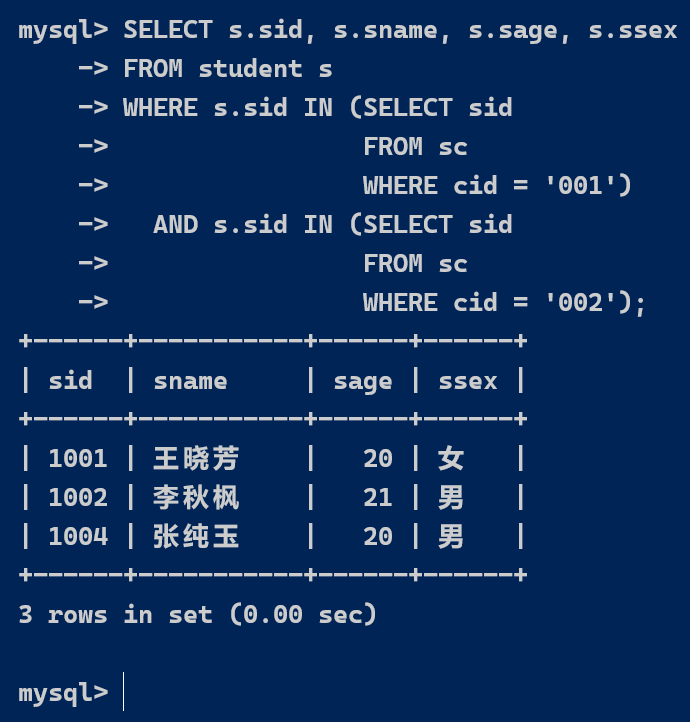 mysql> SELECT s.sid, s.sname, s.sage, s.ssex
    -> FROM student s
    -> WHERE s.sid IN (SELECT sid
    ->                 FROM sc
    ->                 WHERE cid = '001')
    ->   AND s.sid IN (SELECT sid
    ->                 FROM sc
    ->                 WHERE cid = '002');
+------+-----------+------+------+
| sid  | sname     | sage | ssex |
+------+-----------+------+------+
| 1001 | 王晓芳    |   20 | 女   |
| 1002 | 李秋枫    |   21 | 男   |
| 1004 | 张纯玉    |   20 | 男   |
+------+-----------+------+------+
3 rows in set (0.00 sec)

mysql>